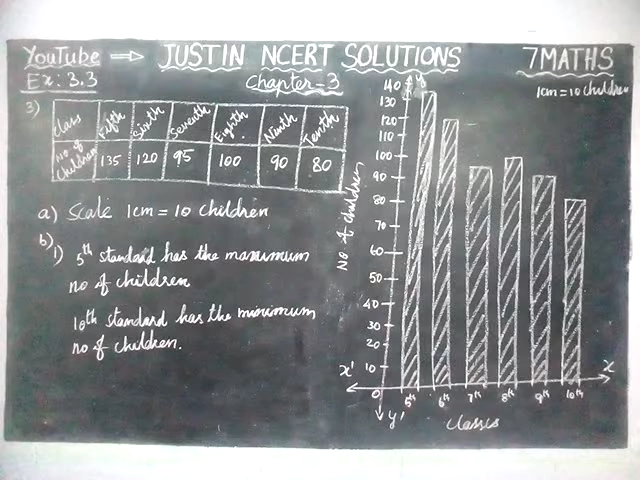 YouTube ⇒ JUSTIN NCERT SOLUTIONS 7MATHS
Ex: 3.3 Chapter-3
1cm = 10 children
3)
Class Fifth Sixth Seventh Eighth Ninth Tenth
No of children 135 120 95 100 90 80
a) Scale 1cm = 10 children
b)
1) 5th standard has the maximum
no of children
10th standard has the minimum
no of children.
y
140
130
120
110
100
90
80
70
60
50
40
30
20
10
0
No of children
x' x
5th 6th 7th 8th 9th 10th
y'
classes